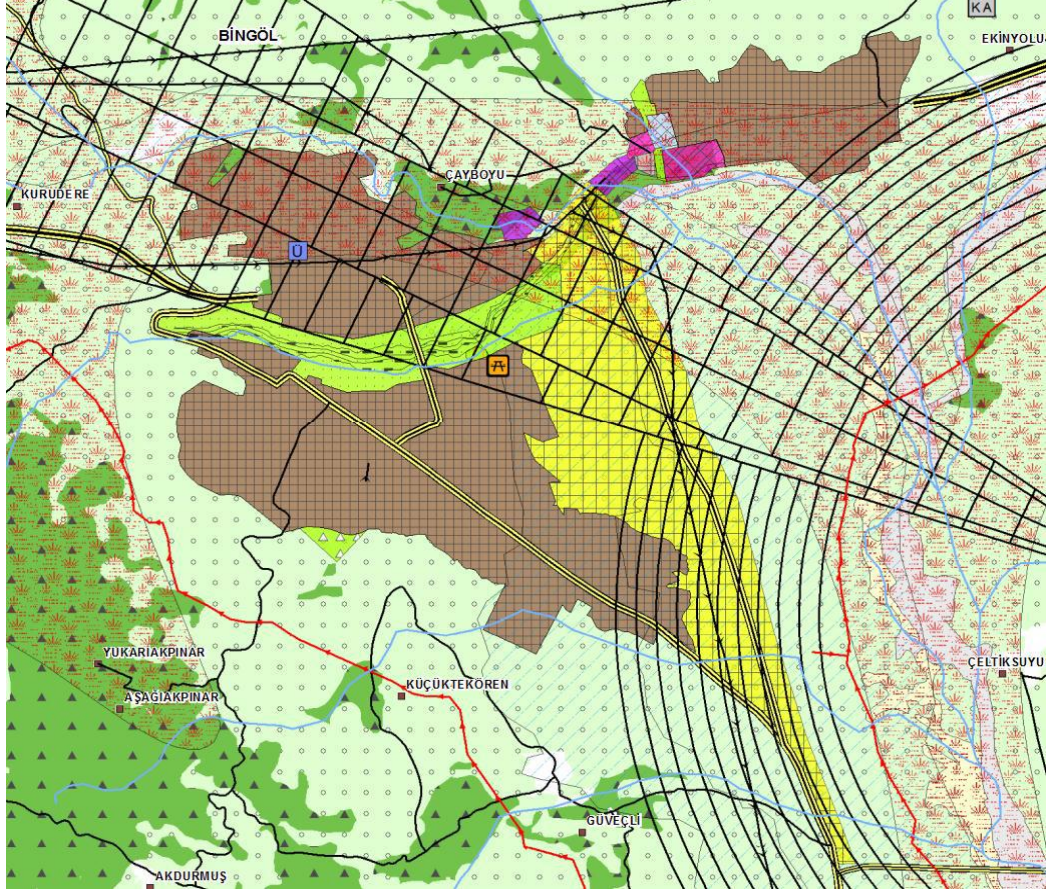 KA
BİNGÖL
EKİNYOLU
ÇAYBOYU
KURUDERE
Ü
YUKARIAKPINAR
ÇELTİKSUYU
AŞAĞIAKPINAR
KÜÇÜKTEKÖREN
GÜVEÇLİ
AKDURMUŞ